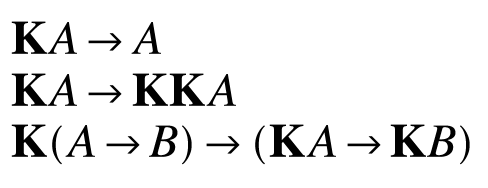 KA → A
KA → KKA
K(A → B) → (KA → KB)